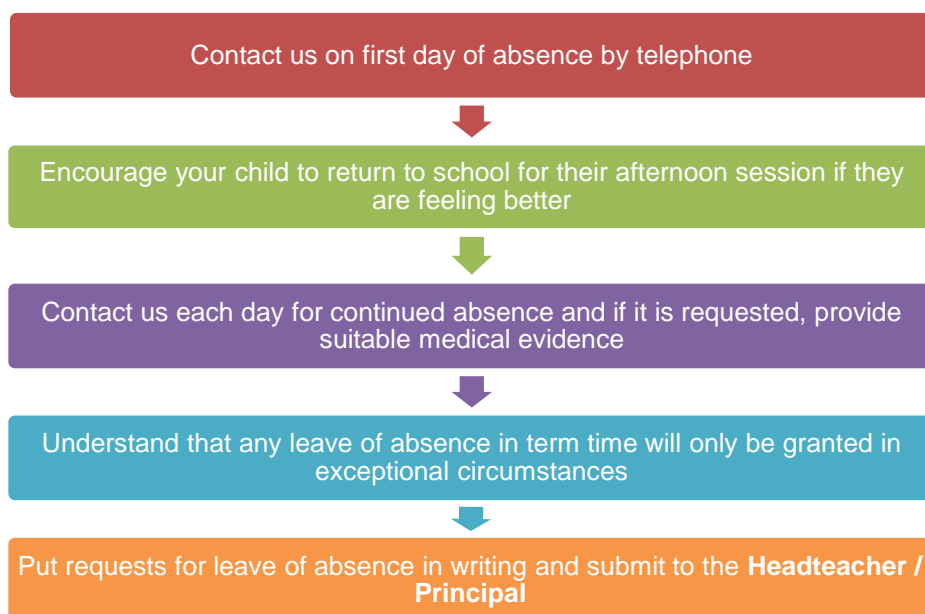 Contact us on first day of absence by telephone
Encourage your child to return to school for their afternoon session if they
are feeling better
Contact us each day for continued absence and if it is requested, provide
suitable medical evidence
Understand that any leave of absence in term time will only be granted in
exceptional circumstances
Put requests for leave of absence in writing and submit to the Headteacher /
Principal